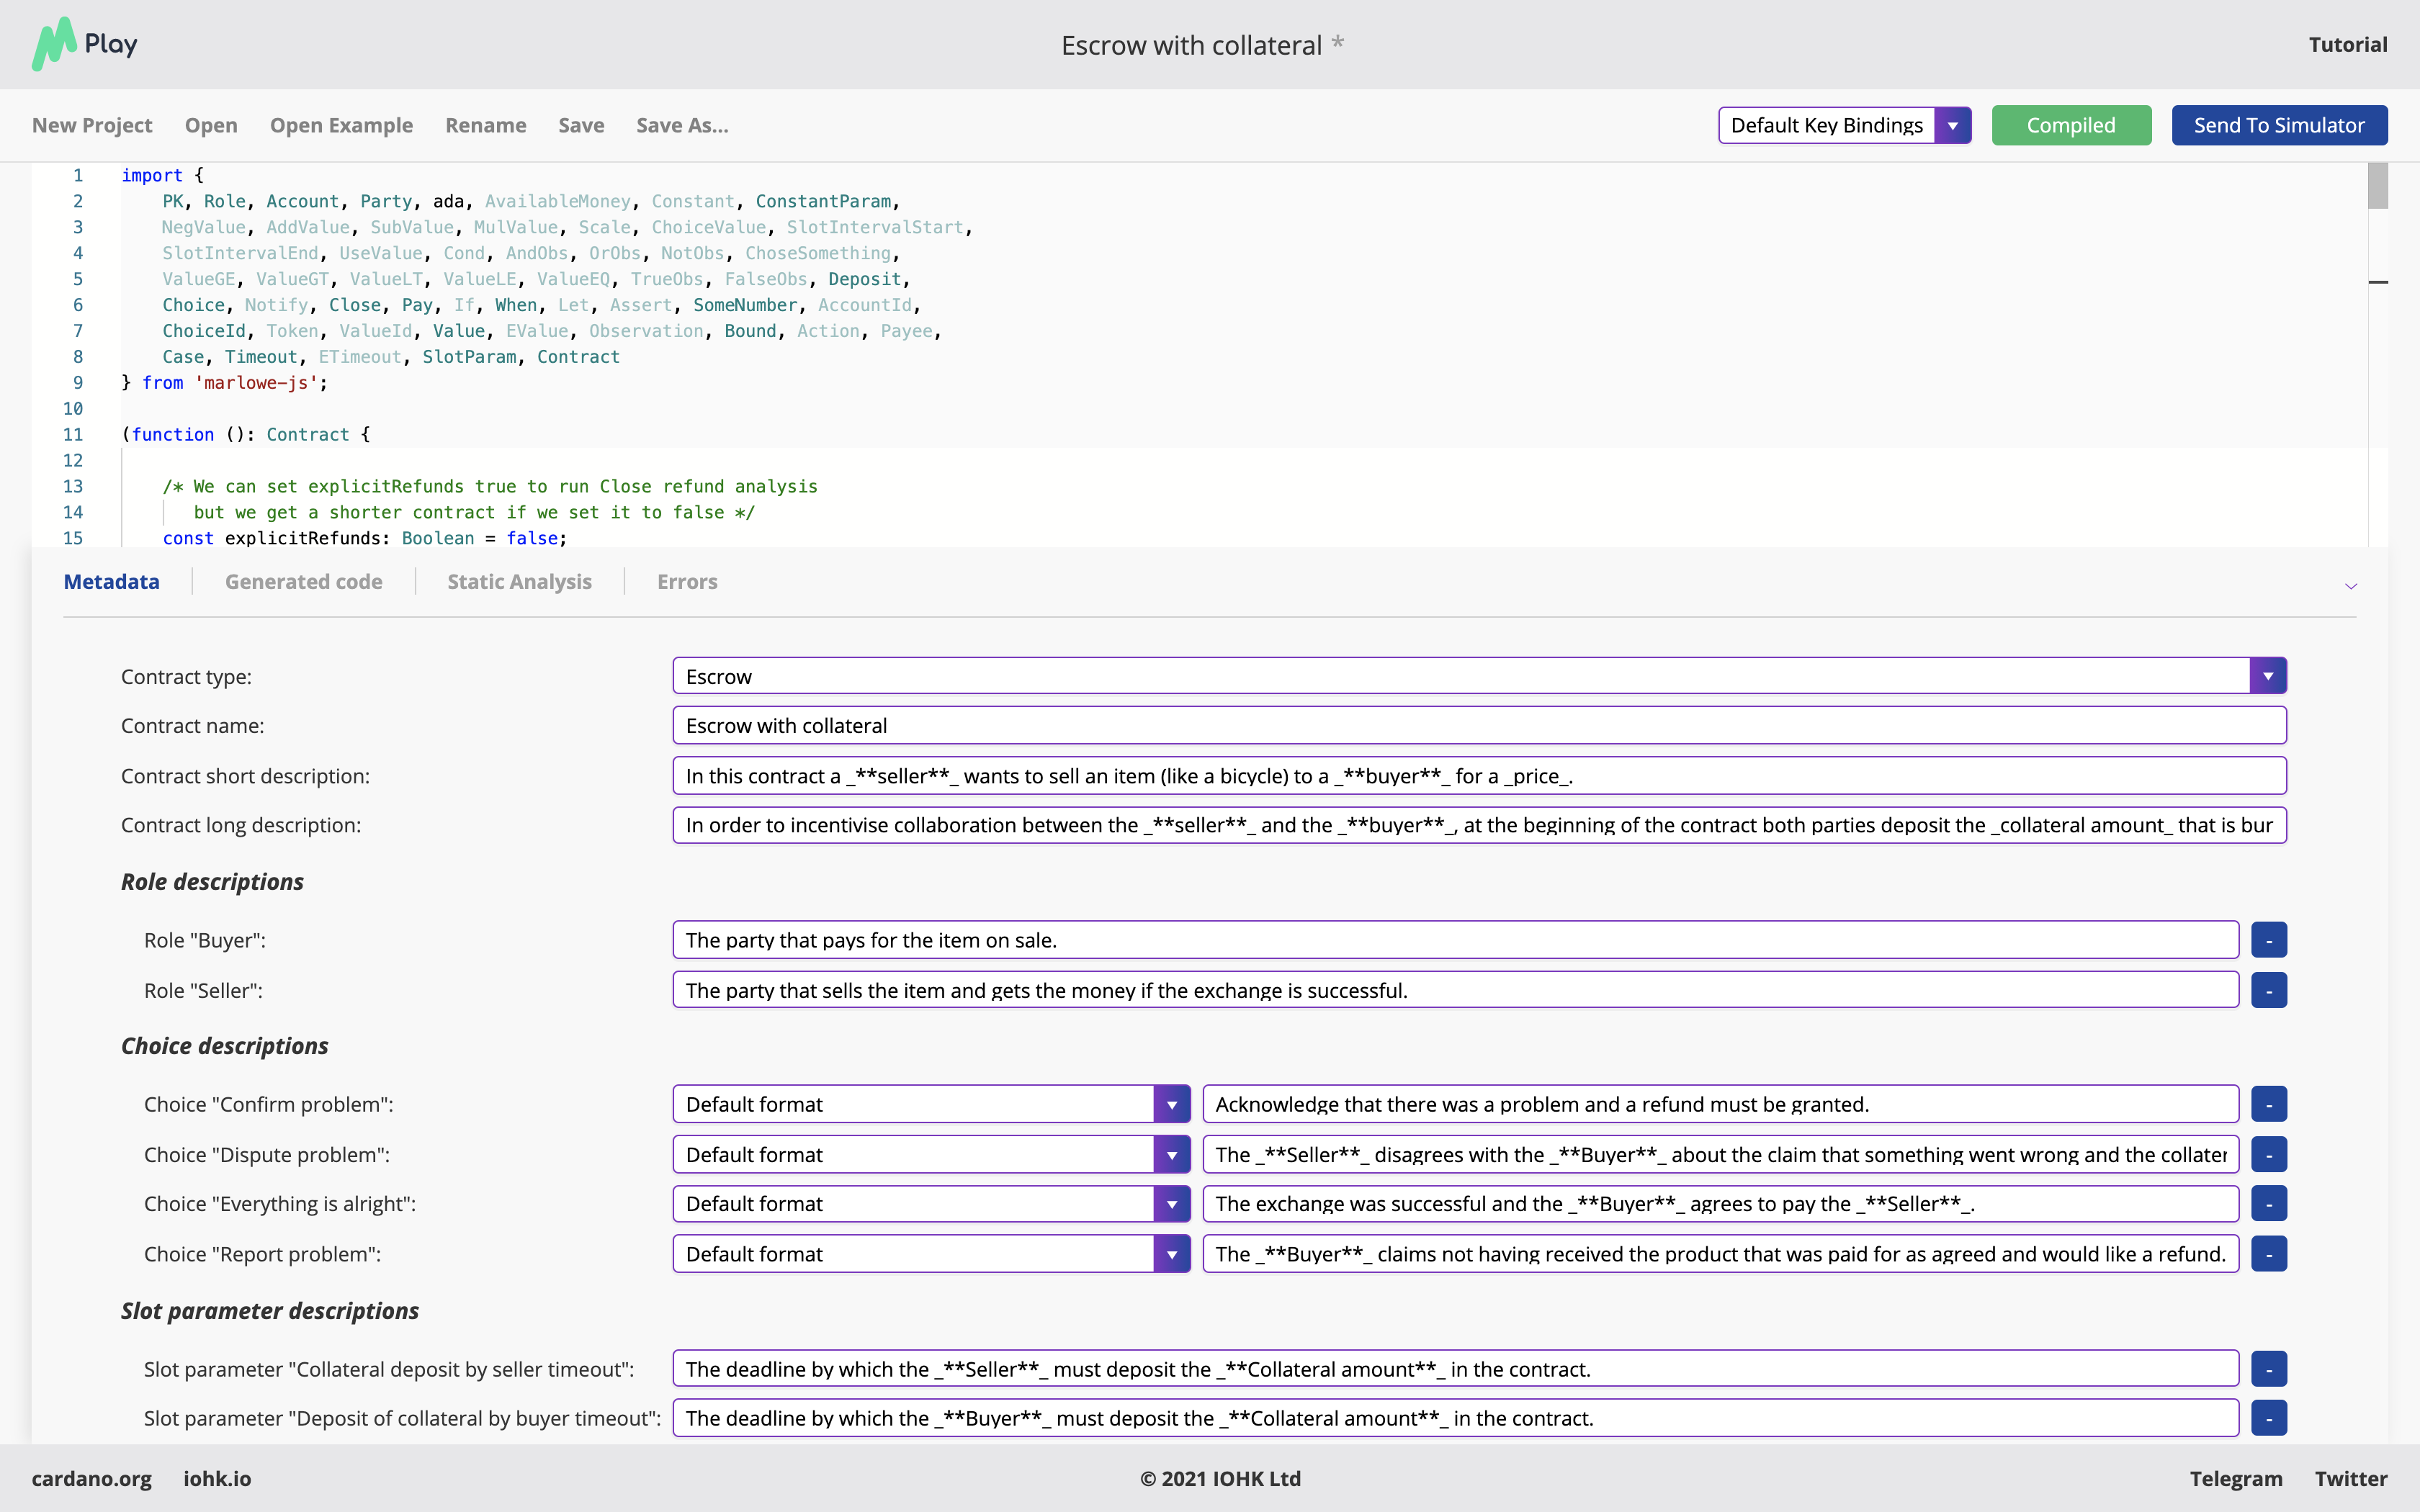 Play
Escrow with collateral *
Tutorial
New Project Open Open Example Rename Save Save As...
Default Key Bindings
Compiled
Send To Simulator
1 import {
2 PK, Role, Account, Party, ada, AvailableMoney, Constant, ConstantParam,
3 NegValue, AddValue, SubValue, MulValue, Scale, ChoiceValue, SlotIntervalStart,
4 SlotIntervalEnd, UseValue, Cond, AndObs, OrObs, NotObs, ChoseSomething,
5 ValueGE, ValueGT, ValueLT, ValueLE, ValueEQ, TrueObs, FalseObs, Deposit,
6 Choice, Notify, Close, Pay, If, When, Let, Assert, SomeNumber, AccountId,
7 ChoiceId, Token, ValueId, Value, EValue, Observation, Bound, Action, Payee,
8 Case, Timeout, ETimeout, SlotParam, Contract
9 } from 'marlowe-js';
10
11 (function (): Contract {
12
13 /* We can set explicitRefunds true to run Close refund analysis
14 but we get a shorter contract if we set it to false */
15 const explicitRefunds: Boolean = false;
Metadata Generated code Static Analysis Errors
Contract type: Escrow
Contract name: Escrow with collateral
Contract short description: In this contract a _**seller**_ wants to sell an item (like a bicycle) to a _**buyer**_ for a _price_.
Contract long description: In order to incentivise collaboration between the _**seller**_ and the _**buyer**_, at the beginning of the contract both parties deposit the _collateral amount_ that is bur
Role descriptions
Role "Buyer": The party that pays for the item on sale. -
Role "Seller": The party that sells the item and gets the money if the exchange is successful. -
Choice descriptions
Choice "Confirm problem": Default format Acknowledge that there was a problem and a refund must be granted. -
Choice "Dispute problem": Default format The _**Seller**_ disagrees with the _**Buyer**_ about the claim that something went wrong and the collater -
Choice "Everything is alright": Default format The exchange was successful and the _**Buyer**_ agrees to pay the _**Seller**_. -
Choice "Report problem": Default format The _**Buyer**_ claims not having received the product that was paid for as agreed and would like a refund. -
Slot parameter descriptions
Slot parameter "Collateral deposit by seller timeout": The deadline by which the _**Seller**_ must deposit the _**Collateral amount**_ in the contract. -
Slot parameter "Deposit of collateral by buyer timeout": The deadline by which the _**Buyer**_ must deposit the _**Collateral amount**_ in the contract. -
cardano.org iohk.io
© 2021 IOHK Ltd
Telegram Twitter